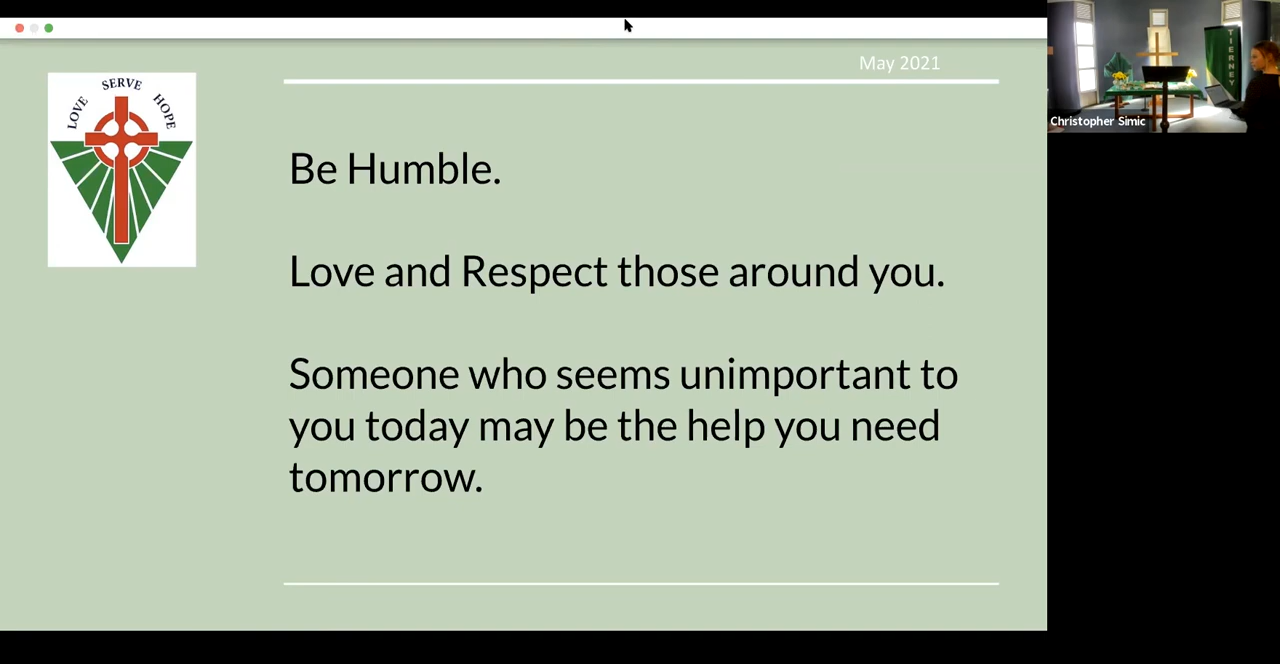 May 2021
LOVE SERVE HOPE
Be Humble.
Love and Respect those around you.
Someone who seems unimportant to
you today may be the help you need
tomorrow.
TIERNEY
Christopher Simic